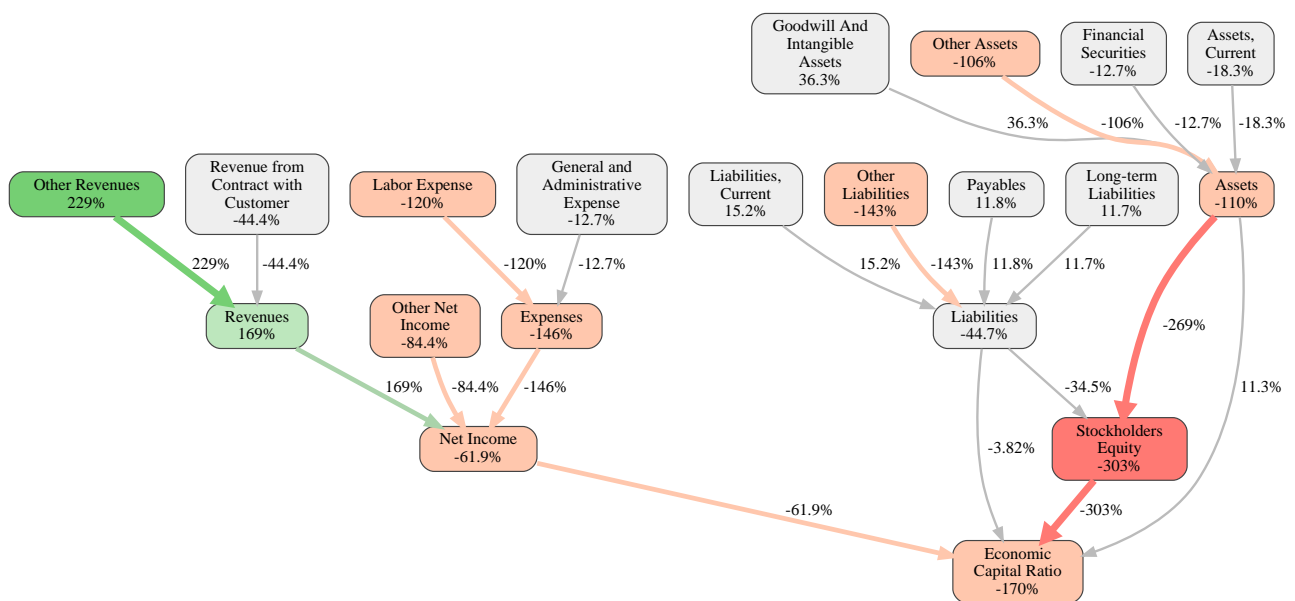 Goodwill And
Intangible
Assets
36.3%
Other Assets
-106%
Financial
Securities
-12.7%
Assets,
Current
-18.3%
36.3%
-106%
-12.7%
-18.3%
Other Revenues
229%
Revenue from
Contract with
Customer
-44.4%
Labor Expense
-120%
General and
Administrative
Expense
-12.7%
Liabilities,
Current
15.2%
Other
Liabilities
-143%
Payables
11.8%
Long-term
Liabilities
11.7%
Assets
-110%
229%
-44.4%
-120%
-12.7%
15.2%
-143%
11.8%
11.7%
Revenues
169%
Other Net
Income
-84.4%
Expenses
-146%
Liabilities
-44.7%
-269%
169%
-84.4%
-146%
-34.5%
11.3%
Net Income
-61.9%
-3.82%
Stockholders
Equity
-303%
-61.9%
-303%
Economic
Capital Ratio
-170%